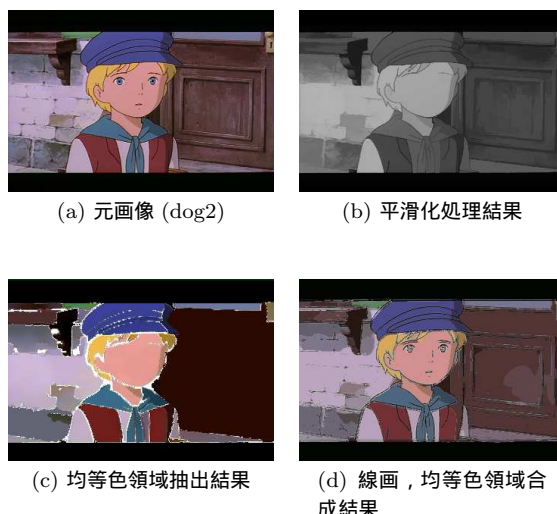 (a) 元画像 (dog2)
(b) 平滑化処理結果
(c) 均等色領域抽出結果
(d) 線画，均等色領域合
成結果